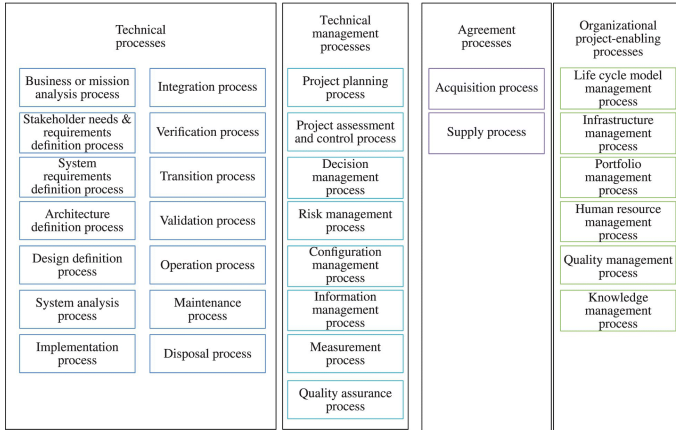 Technical
processes
Business or mission
analysis process
Stakeholder needs &
requirements
definition process
System
requirements
definition process
Architecture
definition process
Design definition
process
System analysis
process
Implementation
process
Integration process
Verification process
Transition process
Validation process
Operation process
Maintenance
process
Disposal process
Technical
management
processes
Project planning
process
Project assessment
and control process
Decision
management
process
Risk management
process
Configuration
management
process
Information
management
process
Measurement
process
Quality assurance
process
Agreement
processes
Acquisition process
Supply process
Organizational
project-enabling
processes
Life cycle model
management
process
Infrastructure
management
process
Portfolio
management
process
Human resource
management
process
Quality management
process
Knowledge
management
process